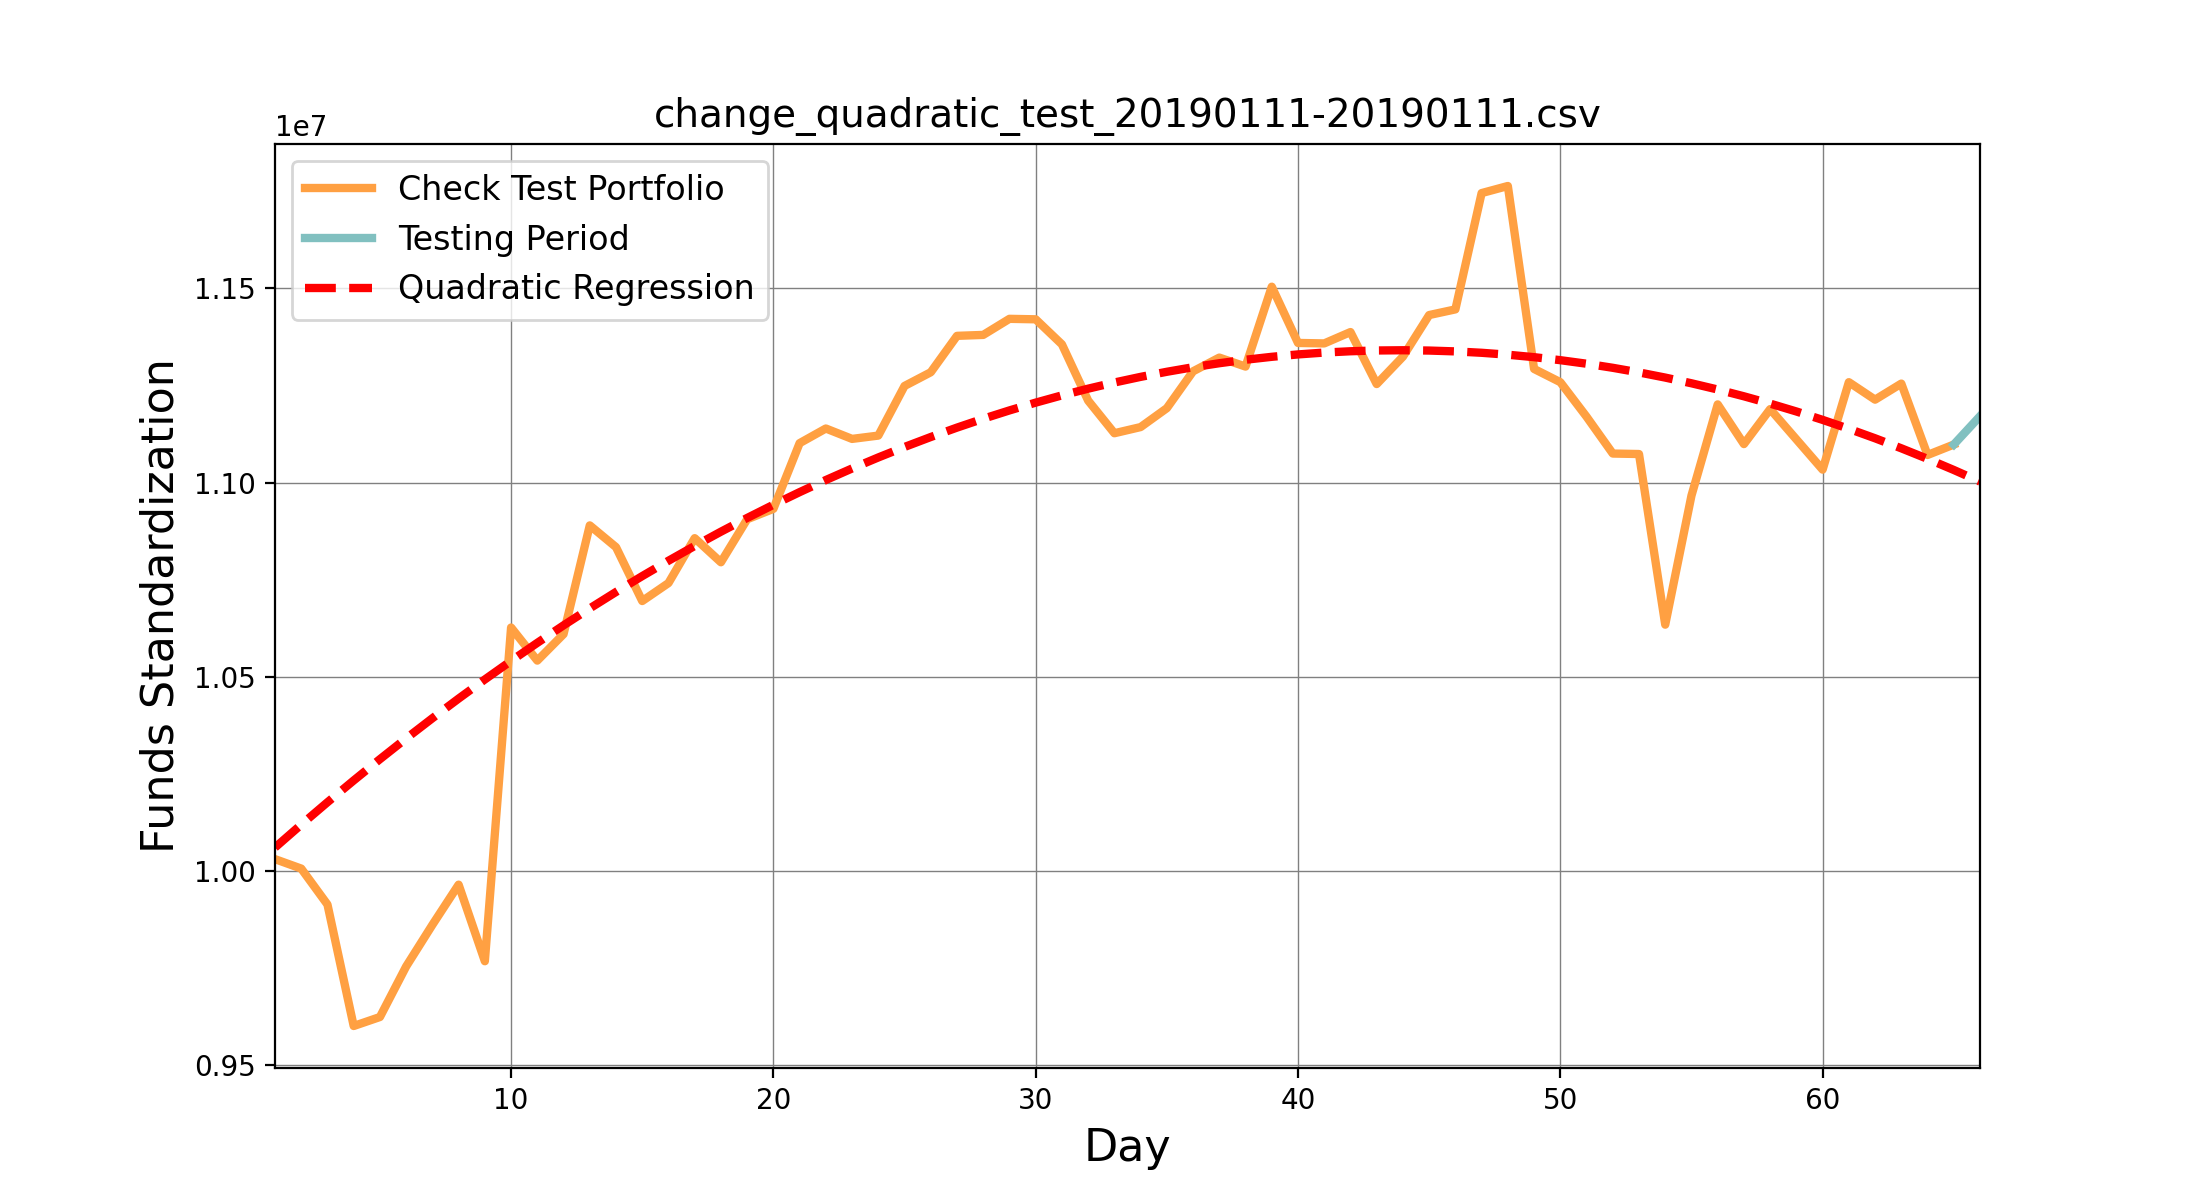 change_quadratic_test_20190111-20190111.csv
1e7
Check Test Portfolio
Testing Period
Quadratic Regression
1.15
1.10
1.05
1.00
0.95
Funds Standardization
10 20 30 40 50 60
Day